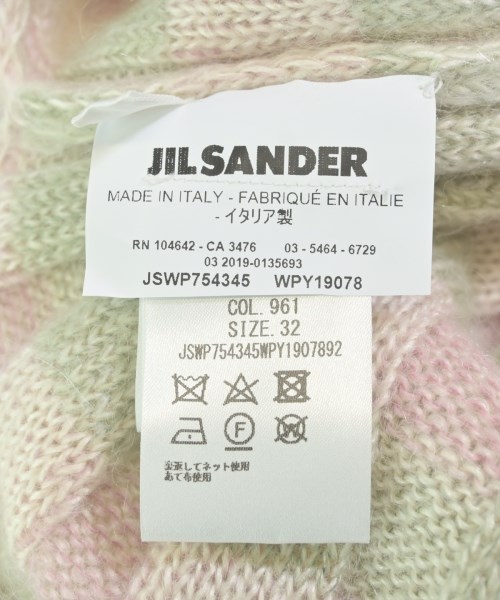 JIL SANDER
MADE IN ITALY - FABRIQUÉ EN ITALIE
- イタリア製
RN 104642 - CA 3476 03 - 5464 - 6729
03 2019-0135693
JSWP754345 WPY19078
COL. 961
SIZE. 32
JSWP754345WPY1907892
F
W
裏返してネット使用
あて布使用